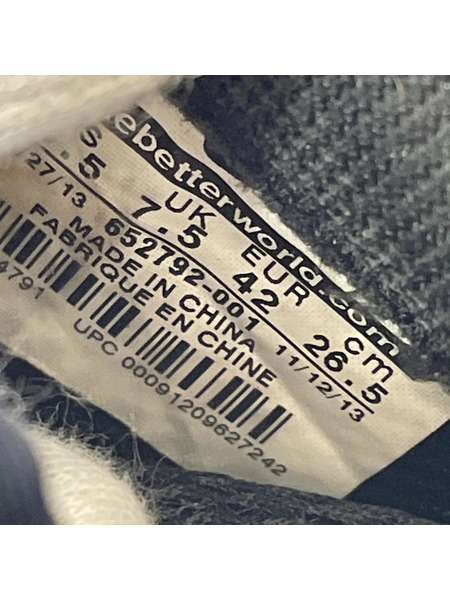 ebetterworld.com
S UK EUR cm
.5 7.5 42 26.5
27/13 652792-001 11/12/13
MADE IN CHINA
FABRIQUE EN CHINE
4791
UPC 00091209627242